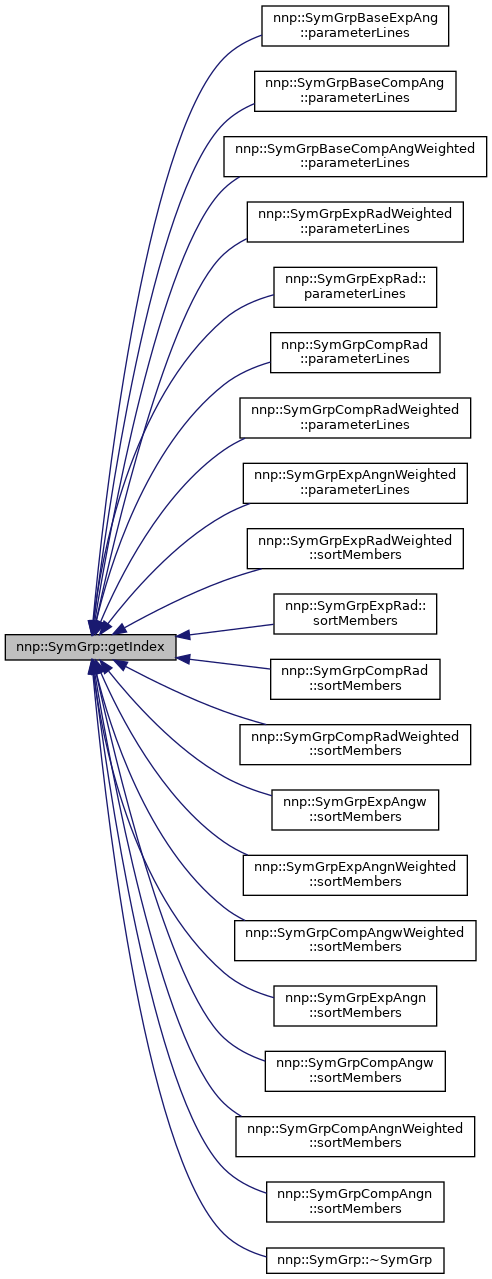 nnp::SymGrpBaseExpAng
::parameterLines
nnp::SymGrpBaseCompAng
::parameterLines
nnp::SymGrpBaseCompAngWeighted
::parameterLines
nnp::SymGrpExpRadWeighted
::parameterLines
nnp::SymGrpExpRad::
parameterLines
nnp::SymGrpCompRad
::parameterLines
nnp::SymGrpCompRadWeighted
::parameterLines
nnp::SymGrpExpAngnWeighted
::parameterLines
nnp::SymGrpExpRadWeighted
::sortMembers
nnp::SymGrpExpRad::
sortMembers
nnp::SymGrp::getIndex
nnp::SymGrpCompRad
::sortMembers
nnp::SymGrpCompRadWeighted
::sortMembers
nnp::SymGrpExpAngw
::sortMembers
nnp::SymGrpExpAngnWeighted
::sortMembers
nnp::SymGrpCompAngwWeighted
::sortMembers
nnp::SymGrpExpAngn
::sortMembers
nnp::SymGrpCompAngw
::sortMembers
nnp::SymGrpCompAngnWeighted
::sortMembers
nnp::SymGrpCompAngn
::sortMembers
nnp::SymGrp::~SymGrp